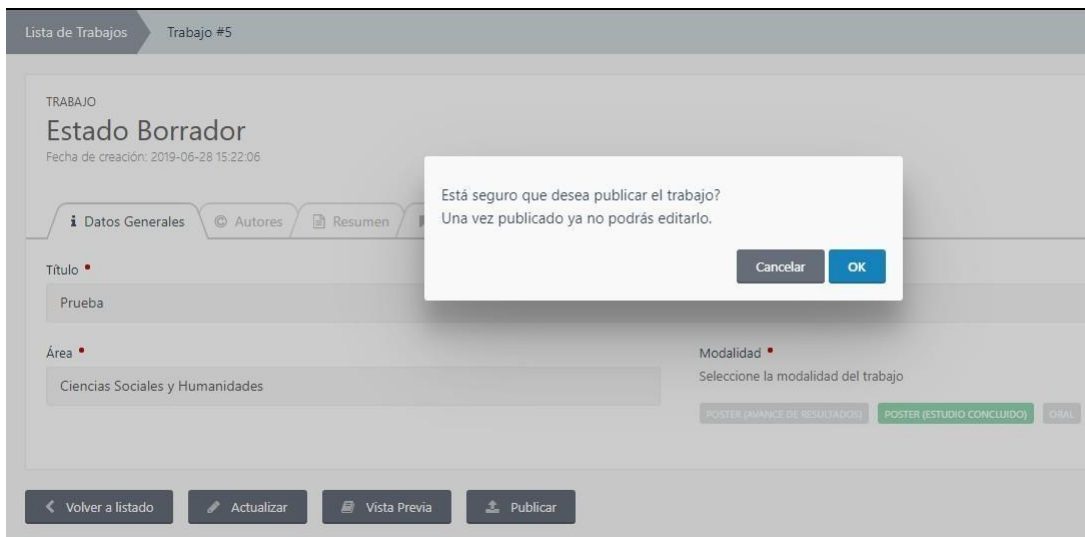 Lista de Trabajos
Trabajo #5
TRABAJO
Estado Borrador
Fecha de creación: 2019-06-28 15:22:06
Está seguro que desea publicar el trabajo?
Una vez publicado ya no podrás editarlo.
Cancelar
OK
i Datos Generales
© Autores
Resumen
Título
Prueba
Área
Ciencias Sociales y Humanidades
Modalidad
Seleccione la modalidad del trabajo
POSTER (AVANCE DE RESULTADOS)
POSTER (ESTUDIO CONCLUIDO)
ORAL
Volver a listado
Actualizar
Vista Previa
Publicar